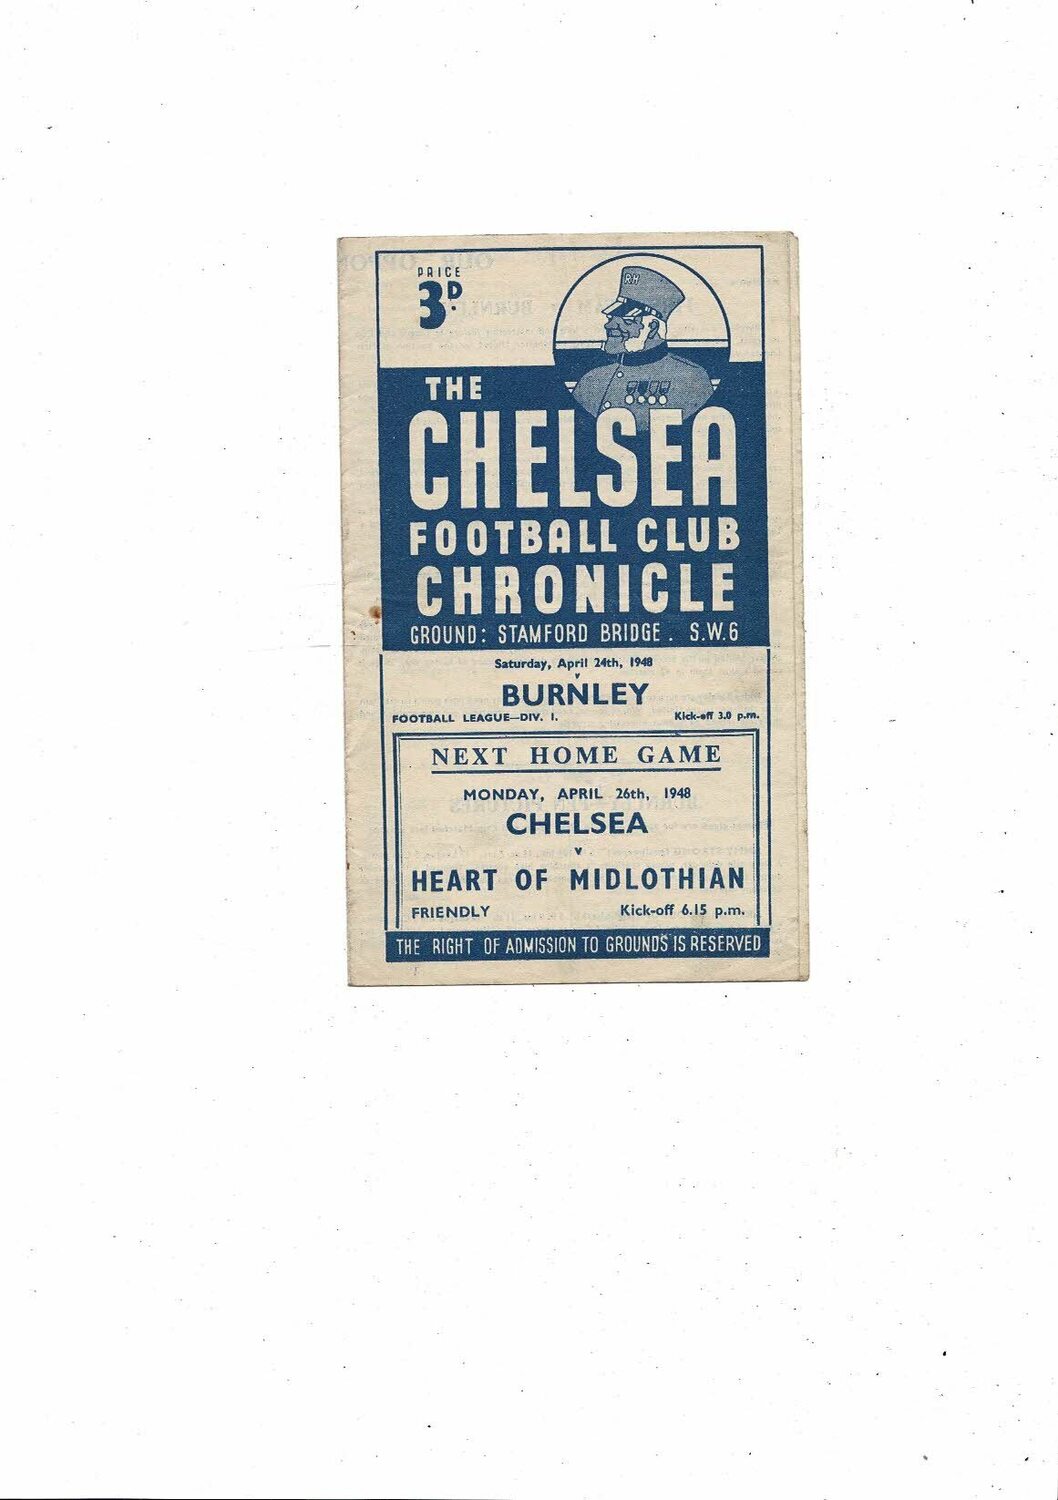 PRICE
3D.
RH
THE
CHELSEA
FOOTBALL CLUB
CHRONICLE
GROUND: STAMFORD BRIDGE. S.W.6
Saturday, April 24th, 1948
v
BURNLEY
FOOTBALL LEAGUE—DIV. I.
Kick-off 3.0 p.m.
NEXT HOME GAME
MONDAY, APRIL 26th, 1948
CHELSEA
v
HEART OF MIDLOTHIAN
FRIENDLY
Kick-off 6.15 p.m.
THE RIGHT OF ADMISSION TO GROUNDS IS RESERVED